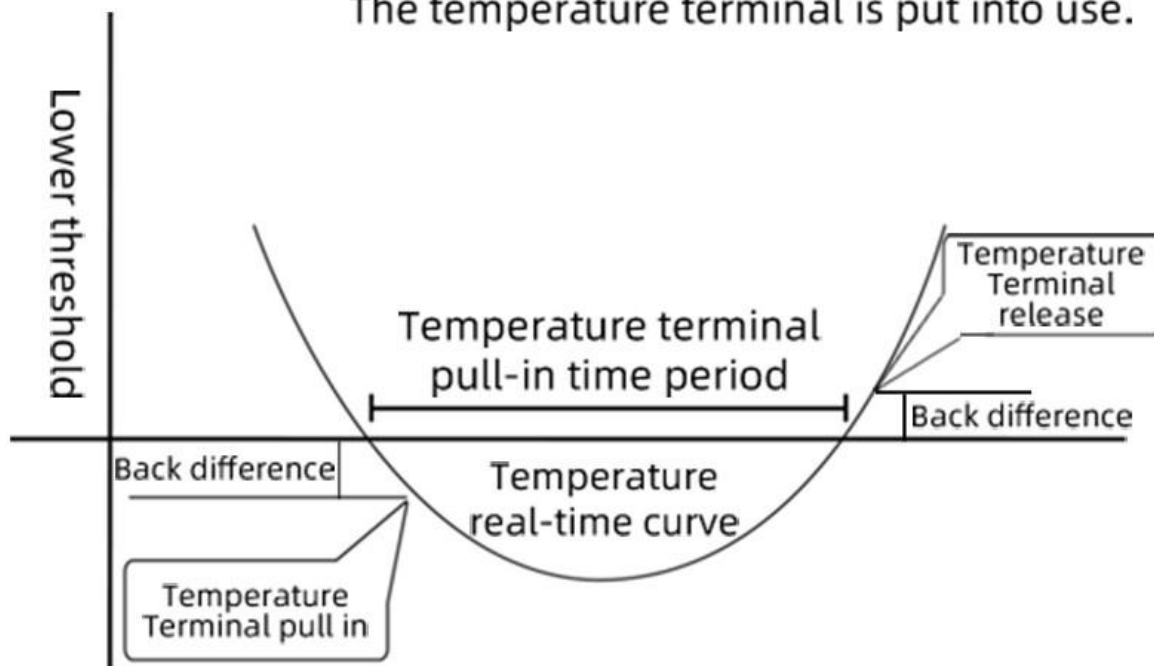 The temperature terminal is put into use.
Lower threshold
Temperature terminal
pull-in time period
Temperature
Terminal
release
Back difference
Back difference
Temperature
real-time curve
Temperature
Terminal pull in